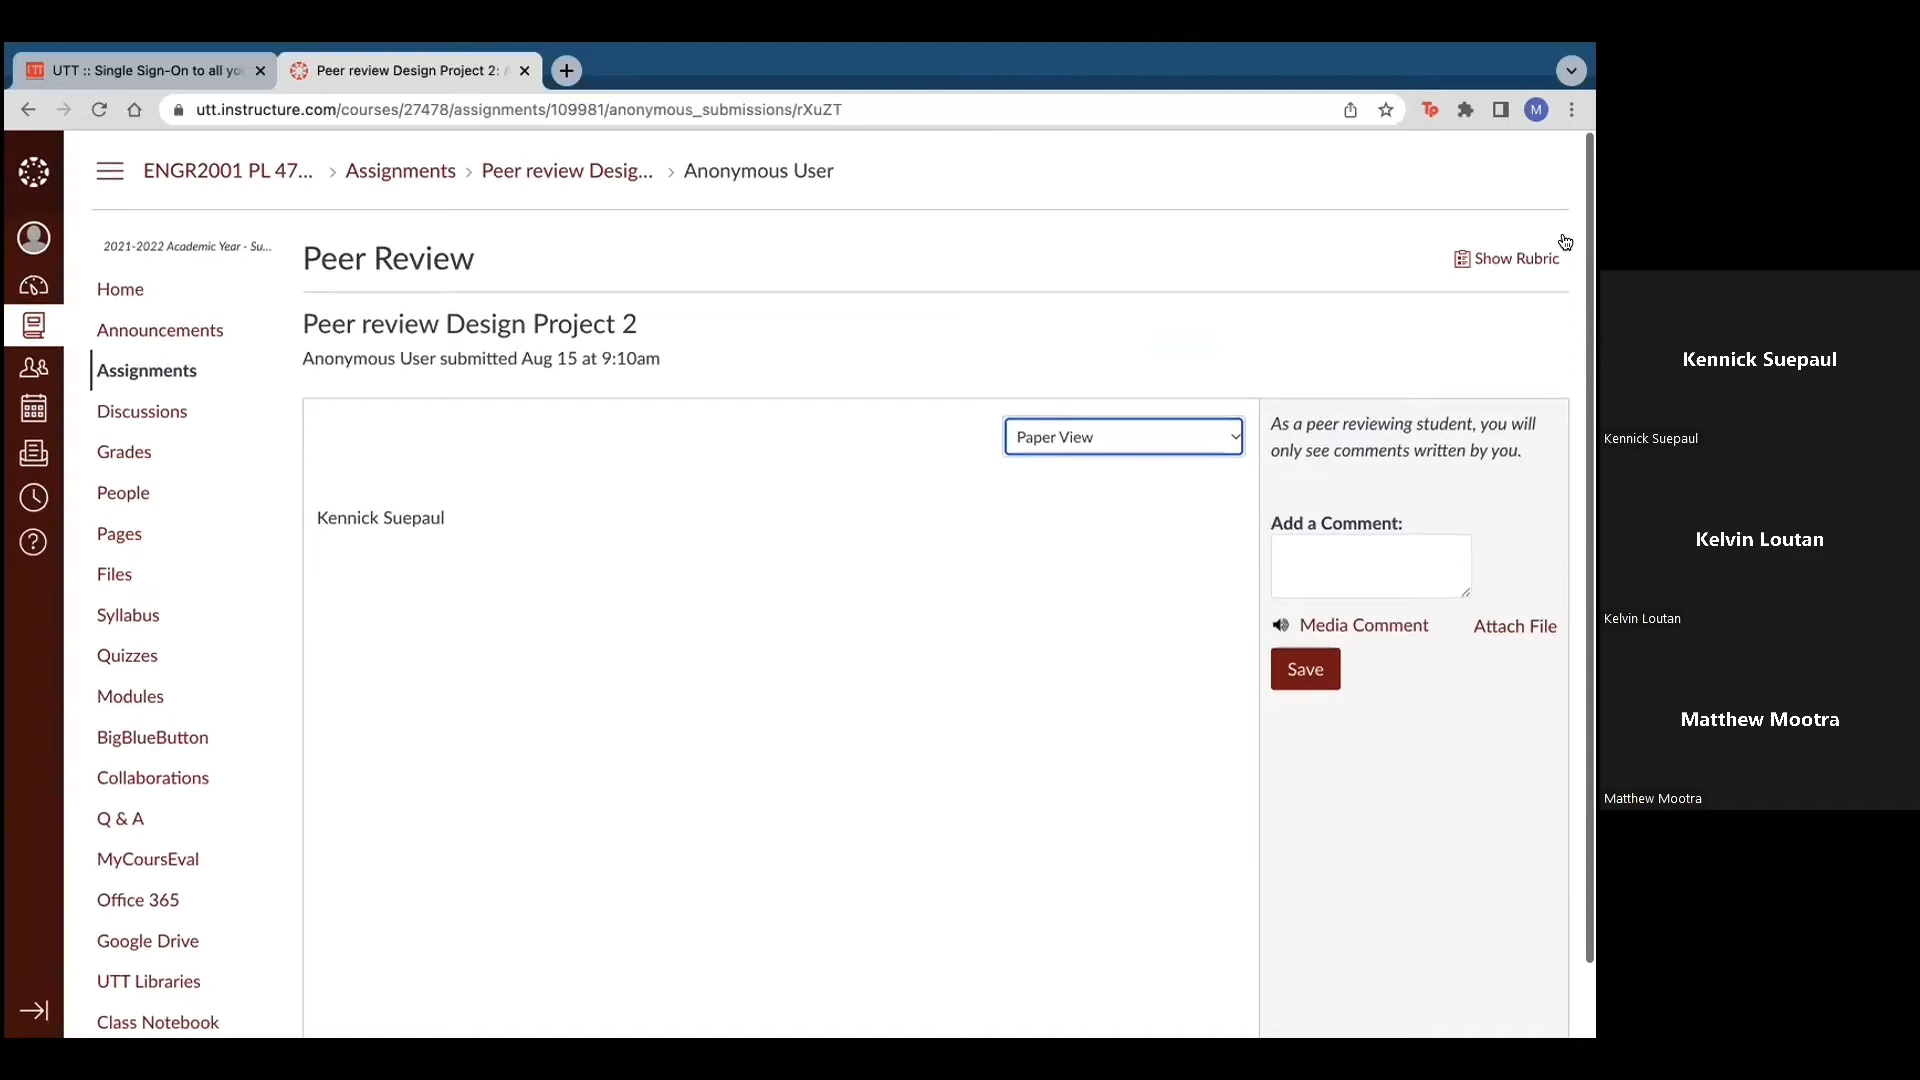 UTT :: Single Sign-On to all yo
Peer review Design Project 2:
utt.instructure.com/courses/27478/assignments/109981/anonymous_submissions/rXuZT
Tp
M
ENGR2001 PL 47... > Assignments > Peer review Desig... > Anonymous User
2021-2022 Academic Year - Su...
Home
Announcements
Assignments
Discussions
Grades
People
Pages
Files
Syllabus
Quizzes
Modules
BigBlueButton
Collaborations
Q & A
MyCoursEval
Office 365
Google Drive
UTT Libraries
Class Notebook
Peer Review
Show Rubric
Peer review Design Project 2
Anonymous User submitted Aug 15 at 9:10am
Paper View
Kennick Suepaul
As a peer reviewing student, you will
only see comments written by you.
Add a Comment:
Media Comment
Attach File
Save
Kennick Suepaul
Kennick Suepaul
Kelvin Loutan
Kelvin Loutan
Matthew Mootra
Matthew Mootra